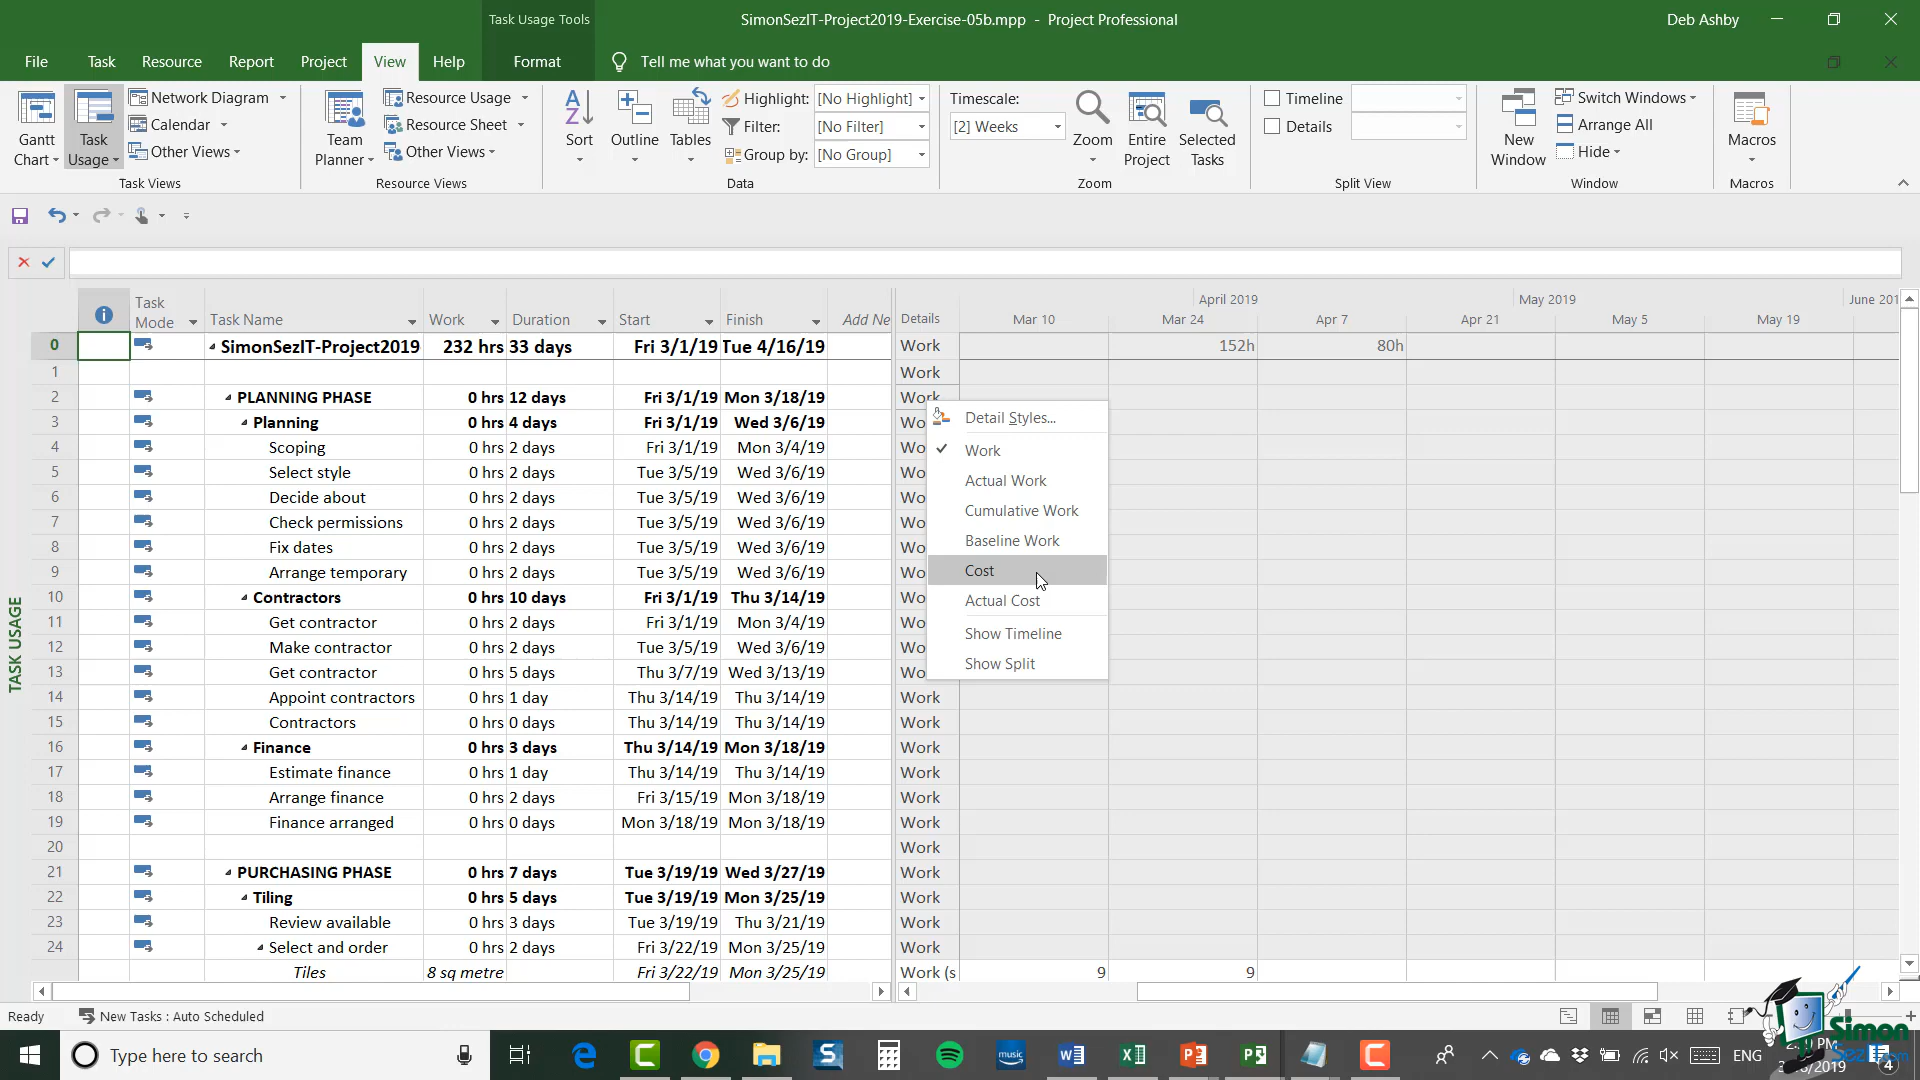 Task Usage Tools
SimonSezIT-Project2019-Exercise-05b.mpp - Project Professional
Deb Ashby
File Task Resource Report Project View Help Format Tell me what you want to do
Gantt Chart
Task Usage
Network Diagram
Calendar
Other Views
Task Views
Team Planner
Resource Usage
Resource Sheet
Other Views
Resource Views
Sort
Outline
Tables
Highlight: [No Highlight]
Filter: [No Filter]
Group by: [No Group]
Data
Timescale:
[2] Weeks
Zoom
Entire Project
Selected Tasks
Zoom
Timeline
Details
Split View
New Window
Switch Windows
Arrange All
Hide
Window
Macros
Macros
TASK USAGE
Task Mode Task Name Work Duration Start Finish Add Ne Details
April 2019 May 2019 June 201
Mar 10 Mar 24 Apr 7 Apr 21 May 5 May 19
0 SimonSezIT-Project2019 232 hrs 33 days Fri 3/1/19 Tue 4/16/19 Work 152h 80h
1 Work
2 PLANNING PHASE 0 hrs 12 days Fri 3/1/19 Mon 3/18/19 Work
3 Planning 0 hrs 4 days Fri 3/1/19 Wed 3/6/19 Wo
4 Scoping 0 hrs 2 days Fri 3/1/19 Mon 3/4/19 Wo
5 Select style 0 hrs 2 days Tue 3/5/19 Wed 3/6/19 Wo
6 Decide about 0 hrs 2 days Tue 3/5/19 Wed 3/6/19 Wo
7 Check permissions 0 hrs 2 days Tue 3/5/19 Wed 3/6/19 Wo
8 Fix dates 0 hrs 2 days Tue 3/5/19 Wed 3/6/19 Wo
9 Arrange temporary 0 hrs 2 days Tue 3/5/19 Wed 3/6/19 Wo
10 Contractors 0 hrs 10 days Fri 3/1/19 Thu 3/14/19 Wo
11 Get contractor 0 hrs 2 days Fri 3/1/19 Mon 3/4/19 Wo
12 Make contractor 0 hrs 2 days Tue 3/5/19 Wed 3/6/19 Wo
13 Get contractor 0 hrs 5 days Thu 3/7/19 Wed 3/13/19 Wo
14 Appoint contractors 0 hrs 1 day Thu 3/14/19 Thu 3/14/19 Work
15 Contractors 0 hrs 0 days Thu 3/14/19 Thu 3/14/19 Work
16 Finance 0 hrs 3 days Thu 3/14/19 Mon 3/18/19 Work
17 Estimate finance 0 hrs 1 day Thu 3/14/19 Thu 3/14/19 Work
18 Arrange finance 0 hrs 2 days Fri 3/15/19 Mon 3/18/19 Work
19 Finance arranged 0 hrs 0 days Mon 3/18/19 Mon 3/18/19 Work
20 Work
21 PURCHASING PHASE 0 hrs 7 days Tue 3/19/19 Wed 3/27/19 Work
22 Tiling 0 hrs 5 days Tue 3/19/19 Mon 3/25/19 Work
23 Review available 0 hrs 3 days Tue 3/19/19 Thu 3/21/19 Work
24 Select and order 0 hrs 2 days Fri 3/22/19 Mon 3/25/19 Work
Tiles 8 sq metre Fri 3/22/19 Mon 3/25/19 Work (s 9 9
Detail Styles...
Work
Actual Work
Cumulative Work
Baseline Work
Cost
Actual Cost
Show Timeline
Show Split
Ready New Tasks : Auto Scheduled
Type here to search
music
ENG
4
Simon
SezIT.com